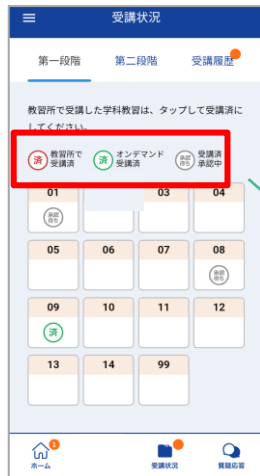 受講状況
第一段階
第二段階
受講履歴
教習所で受講した学科教習は、タップして受講済に
してください。
済 教習所で
受講済
済 オンデマンド
受講済
承認
待ち 受講済
承認中
01
03
04
承認
待ち
05
06
07
08
承認
待ち
09
10
11
12
済
13
14
99
1
ホーム
受講状況
質疑応答